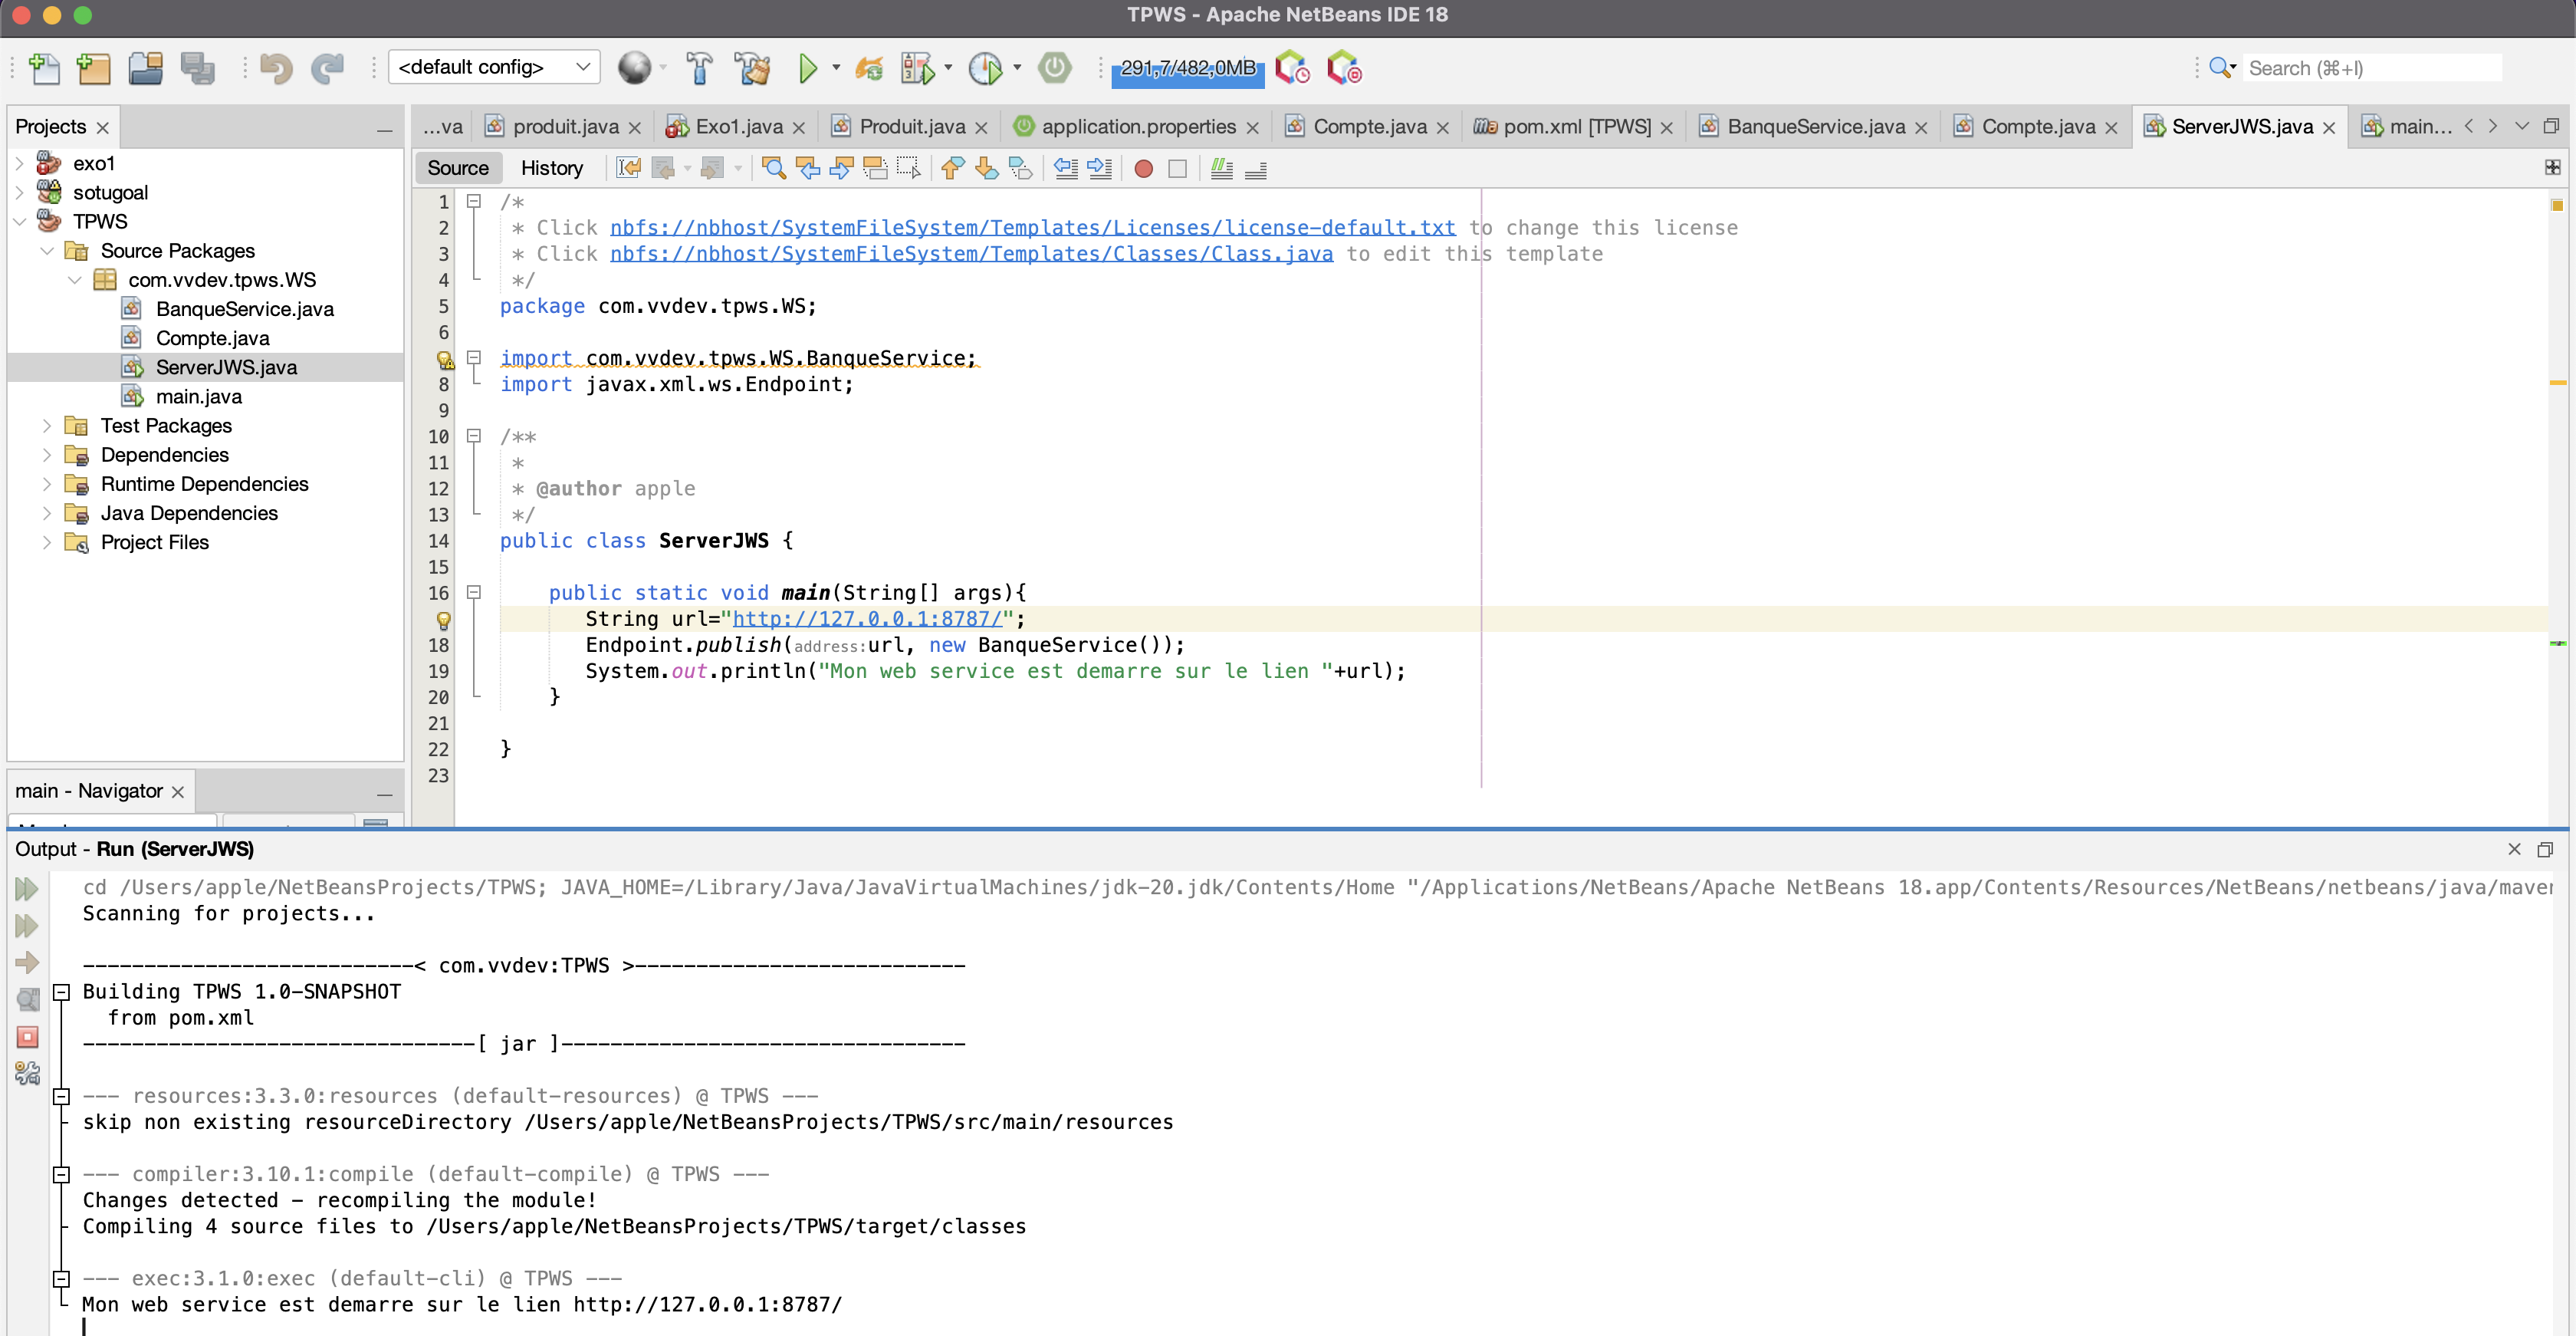 TPWS - Apache NetBeans IDE 18
<default config>
291,7/482,0MB
Search (⌘+I)
Projects
...va
produit.java
Exo1.java
Produit.java
application.properties
Compte.java
pom.xml [TPWS]
BanqueService.java
Compte.java
ServerJWS.java
main...
Source
History
exo1
sotugoal
TPWS
Source Packages
com.vvdev.tpws.WS
BanqueService.java
Compte.java
ServerJWS.java
main.java
Test Packages
Dependencies
Runtime Dependencies
Java Dependencies
Project Files
main - Navigator
1 /*
2 * Click nbfs://nbhost/SystemFileSystem/Templates/Licenses/license-default.txt to change this license
3 * Click nbfs://nbhost/SystemFileSystem/Templates/Classes/Class.java to edit this template
4 */
5 package com.vvdev.tpws.WS;
6
import com.vvdev.tpws.WS.BanqueService;
8 import javax.xml.ws.Endpoint;
9
10 /**
11 *
12 * @author apple
13 */
14 public class ServerJWS {
15
16 public static void main(String[] args){
String url="http://127.0.0.1:8787/";
18 Endpoint.publish(address:url, new BanqueService());
19 System.out.println("Mon web service est demarre sur le lien "+url);
20 }
21
22 }
23
Output - Run (ServerJWS)
cd /Users/apple/NetBeansProjects/TPWS; JAVA_HOME=/Library/Java/JavaVirtualMachines/jdk-20.jdk/Contents/Home "/Applications/NetBeans/Apache NetBeans 18.app/Contents/Resources/NetBeans/netbeans/java/maven
Scanning for projects...
---------------------------< com.vvdev:TPWS >---------------------------
Building TPWS 1.0-SNAPSHOT
from pom.xml
--------------------------------[ jar ]---------------------------------
--- resources:3.3.0:resources (default-resources) @ TPWS ---
skip non existing resourceDirectory /Users/apple/NetBeansProjects/TPWS/src/main/resources
--- compiler:3.10.1:compile (default-compile) @ TPWS ---
Changes detected - recompiling the module!
Compiling 4 source files to /Users/apple/NetBeansProjects/TPWS/target/classes
--- exec:3.1.0:exec (default-cli) @ TPWS ---
Mon web service est demarre sur le lien http://127.0.0.1:8787/